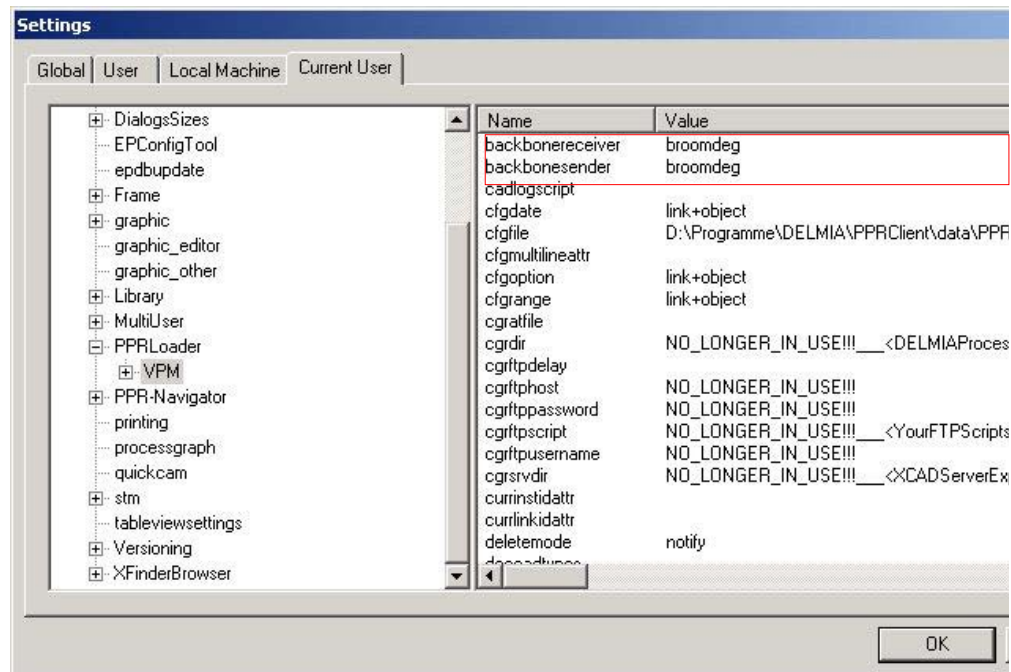 Settings
Global User Local Machine Current User
DialogsSizes
EPConfigTool
epdbupdate
Frame
graphic
graphic_editor
graphic_other
Library
MultiUser
PPRLoader
VPM
PPR-Navigator
printing
processgraph
quickcam
stm
tableviewsettings
Versioning
XFinderBrowser
Name Value
backbonereceiver broomdeg
backbonesender broomdeg
cadlogscript
cfgdate link+object
cfgfile D:\Programme\DELMIA\PPRClient\data\PPR
cfgmultilineattr
cfgoption link+object
cfgrange link+object
cgratfile
cgrdir NO_LONGER_IN_USE!!!___<DELMIAProces
cgrftpdelay
cgrftphost NO_LONGER_IN_USE!!!
cgrftppassword NO_LONGER_IN_USE!!!
cgrftpscript NO_LONGER_IN_USE!!!___<YourFTPScripts
cgrftpusername NO_LONGER_IN_USE!!!
cgrsrvdir NO_LONGER_IN_USE!!!___<XCADServerEx
currinstidattr
currlinkidattr
deletemode notify
OK